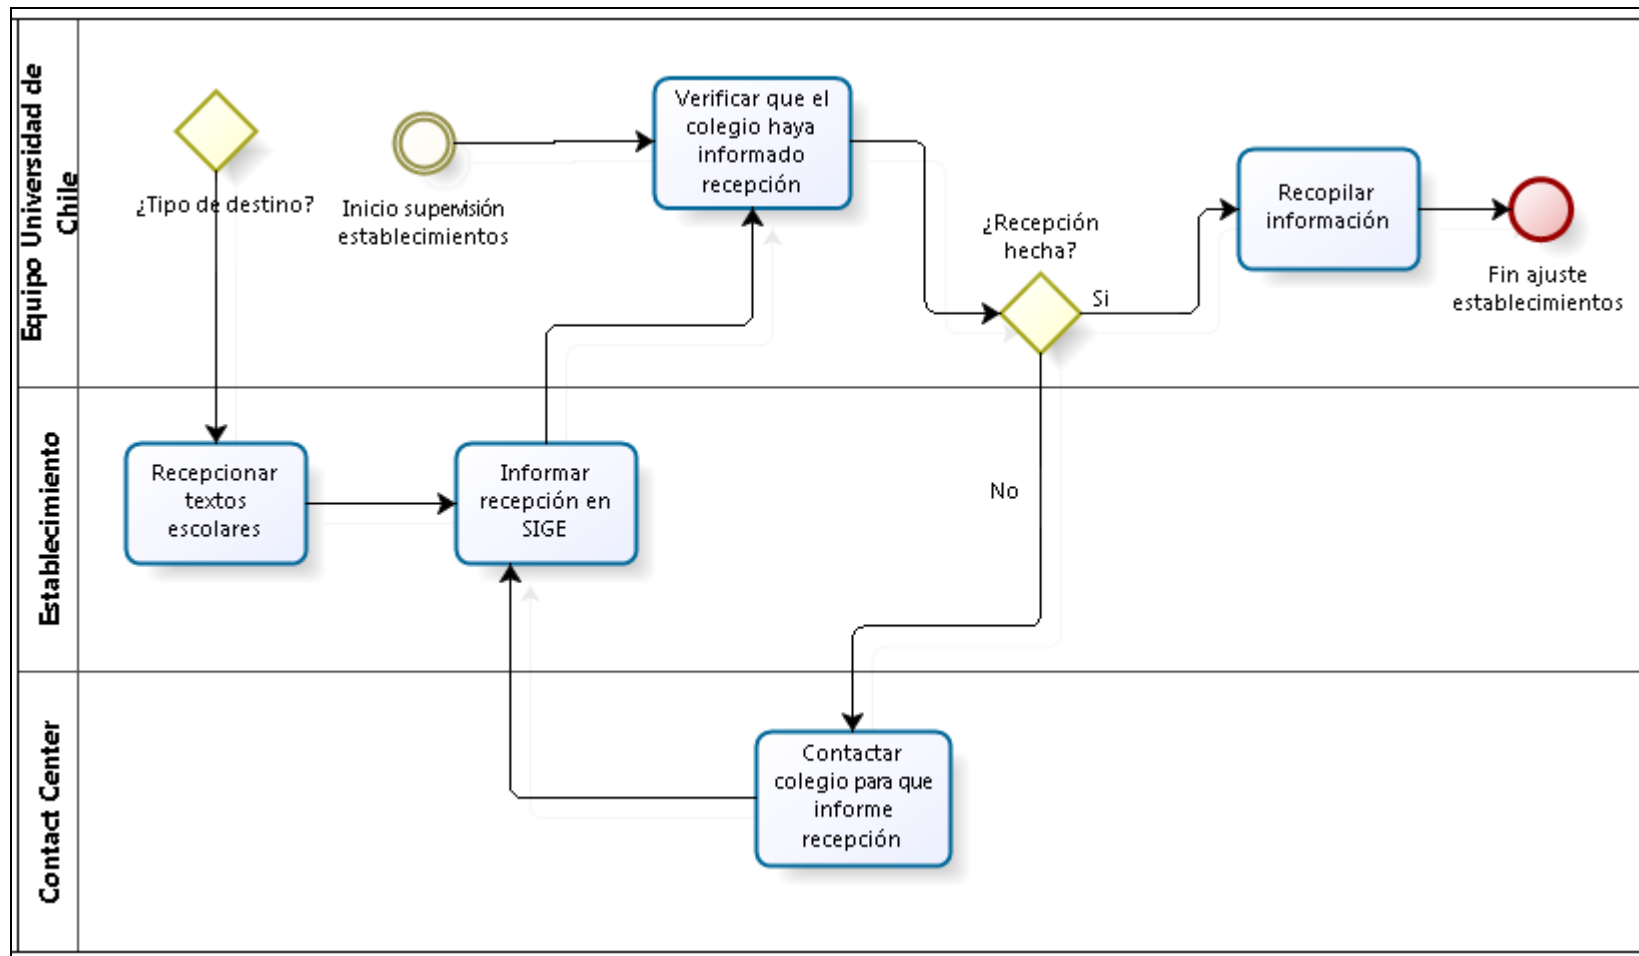 Equipo Universidad de
Chile
¿Tipo de destino?
Inicio supervisión
establecimientos
Verificar que el
colegio haya
informado
recepción
¿Recepción
hecha?
Si
No
Recopilar
información
Fin ajuste
establecimientos
Establecimiento
Recepcionar
textos
escolares
Informar
recepción en
SIGE
Contact Center
Contactar
colegio para que
informe
recepción